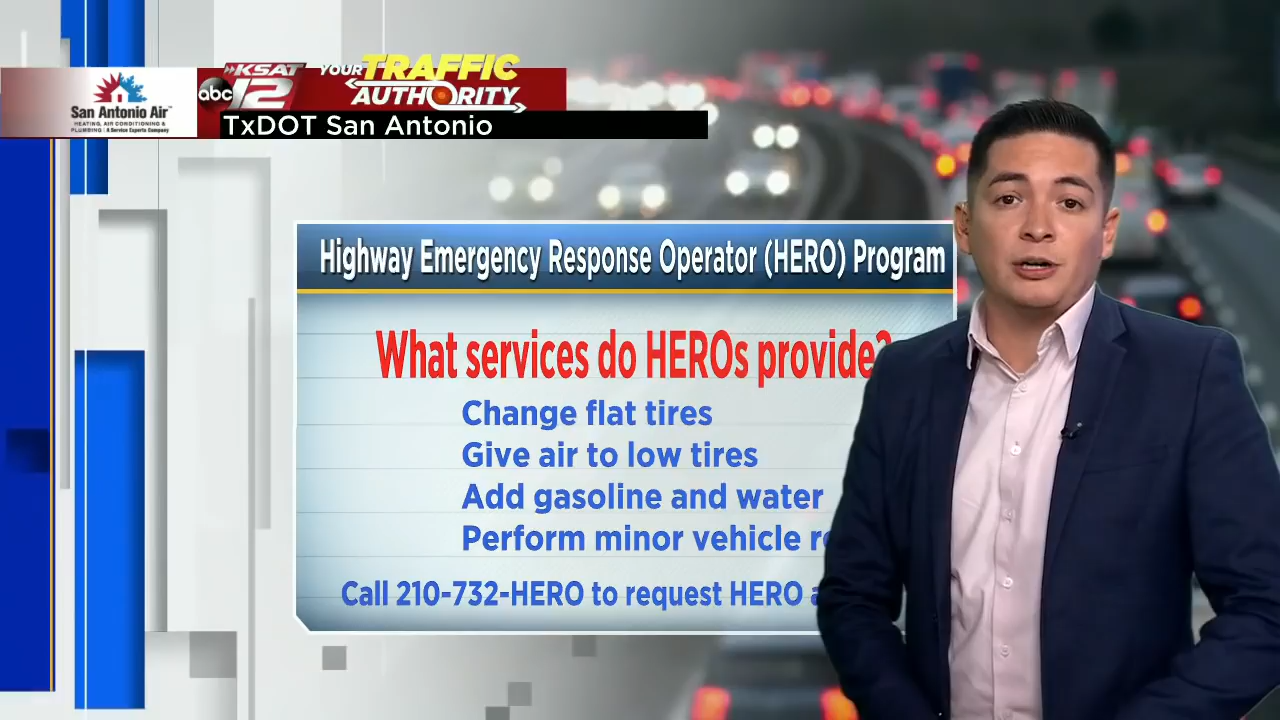 San Antonio Air™
HEATING, AIR CONDITIONING &
PLUMBING | A Service Experts Company
abc KSAT 12
YOUR TRAFFIC
AUTHORITY
TxDOT San Antonio
Highway Emergency Response Operator (HERO) Program
What services do HEROs provide?
Change flat tires
Give air to low tires
Add gasoline and water
Perform minor vehicle
Call 210-732-HERO to request HERO